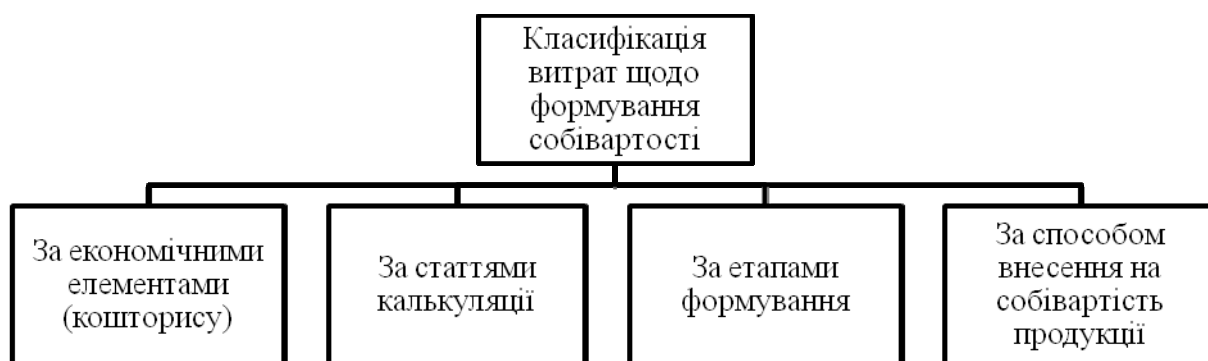 Класифікація
витрат щодо
формування
собівартості
За економічними
елементами
(кошторису)
За статтями
калькуляції
За етапами
формування
За способом
внесення на
собівартість
продукції